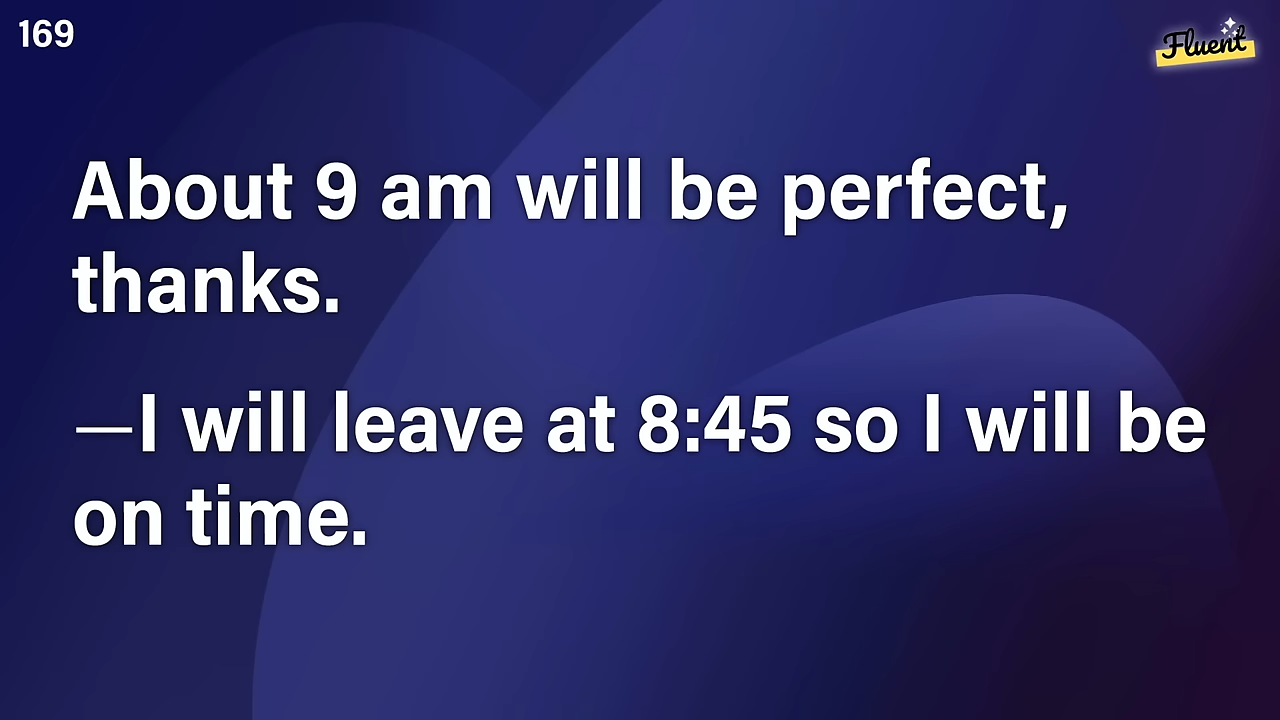 169
Fluent
About 9 am will be perfect,
thanks.
—I will leave at 8:45 so I will be
on time.